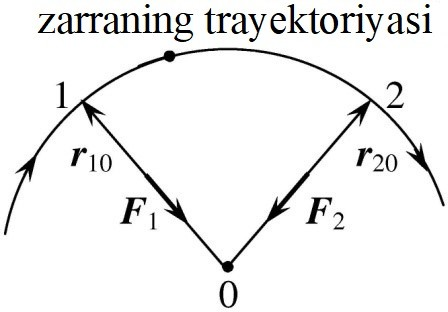 zarraning trayektoriyasi
1
2
r10
r20
F1
F2
0